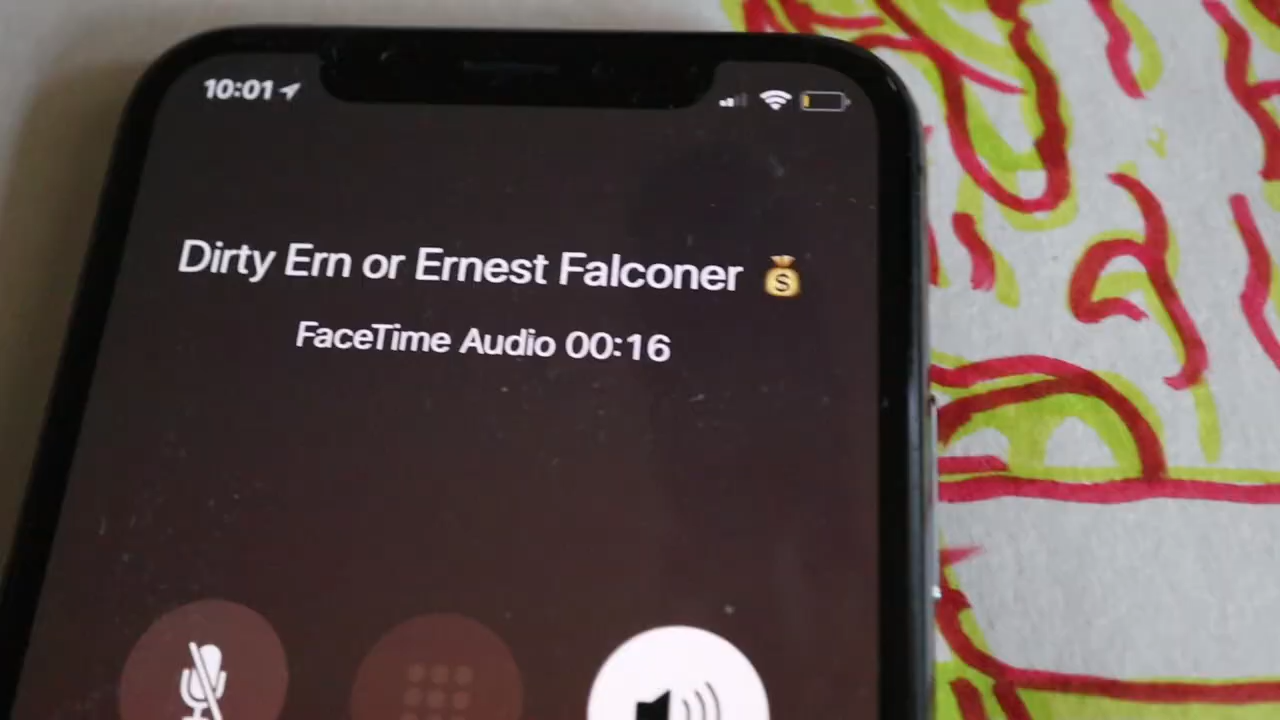 10:01
Dirty Ern or Ernest Falconer 💰
FaceTime Audio 00:16